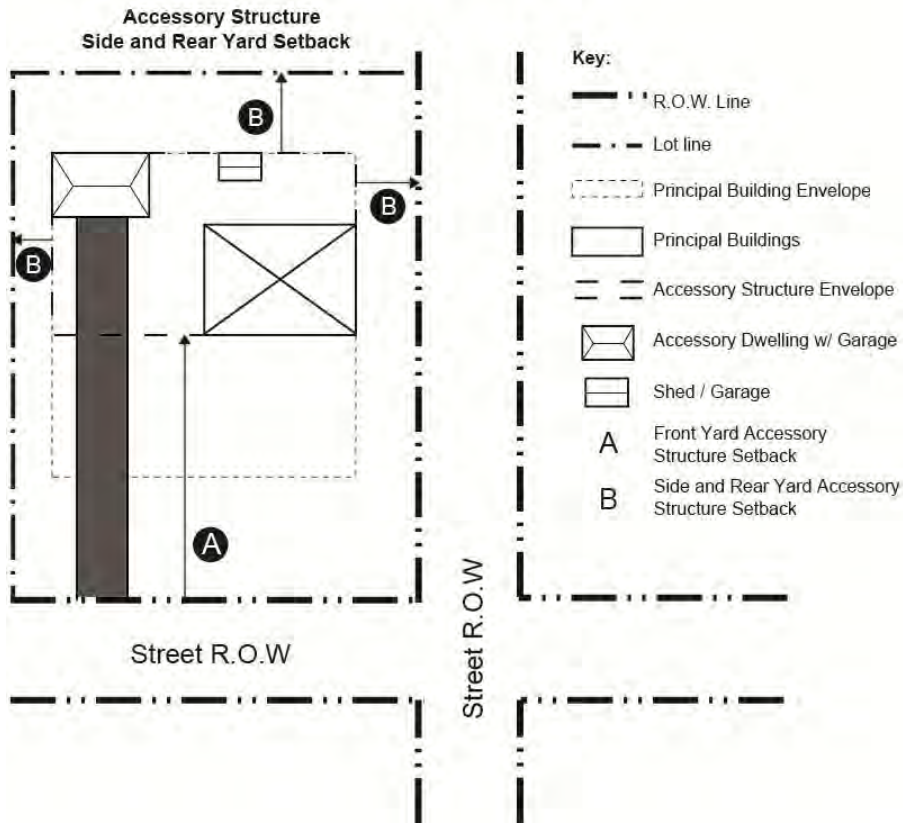 Accessory Structure
Side and Rear Yard Setback
B
B
B
A
Street R.O.W
Street R.O.W
Key:
R.O.W. Line
Lot line
Principal Building Envelope
Principal Buildings
Accessory Structure Envelope
Accessory Dwelling w/ Garage
Shed / Garage
A
Front Yard Accessory
Structure Setback
B
Side and Rear Yard Accessory
Structure Setback